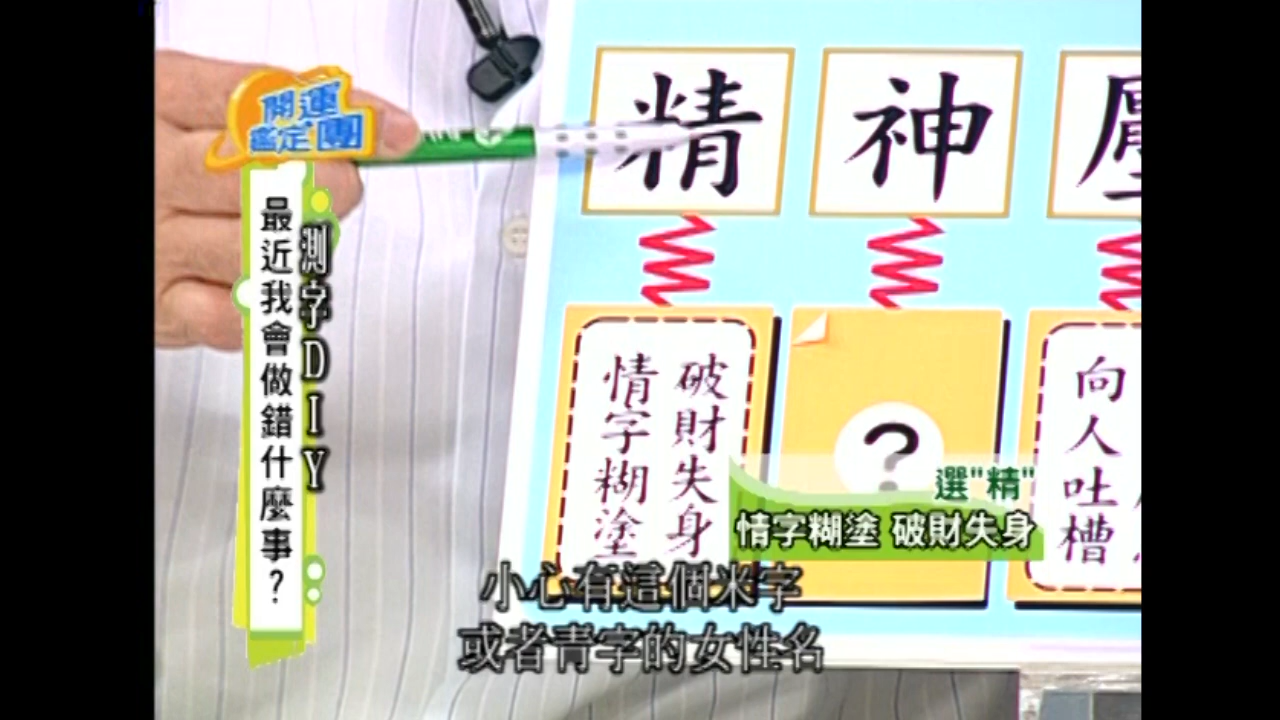 開運
鑑定團
測字DIY
最近我會做錯什麼事?
精
神
破財失身
情字糊塗
?
向人吐槽
選"精"
情字糊塗 破財失身
小心有這個米字
或者青字的女性名